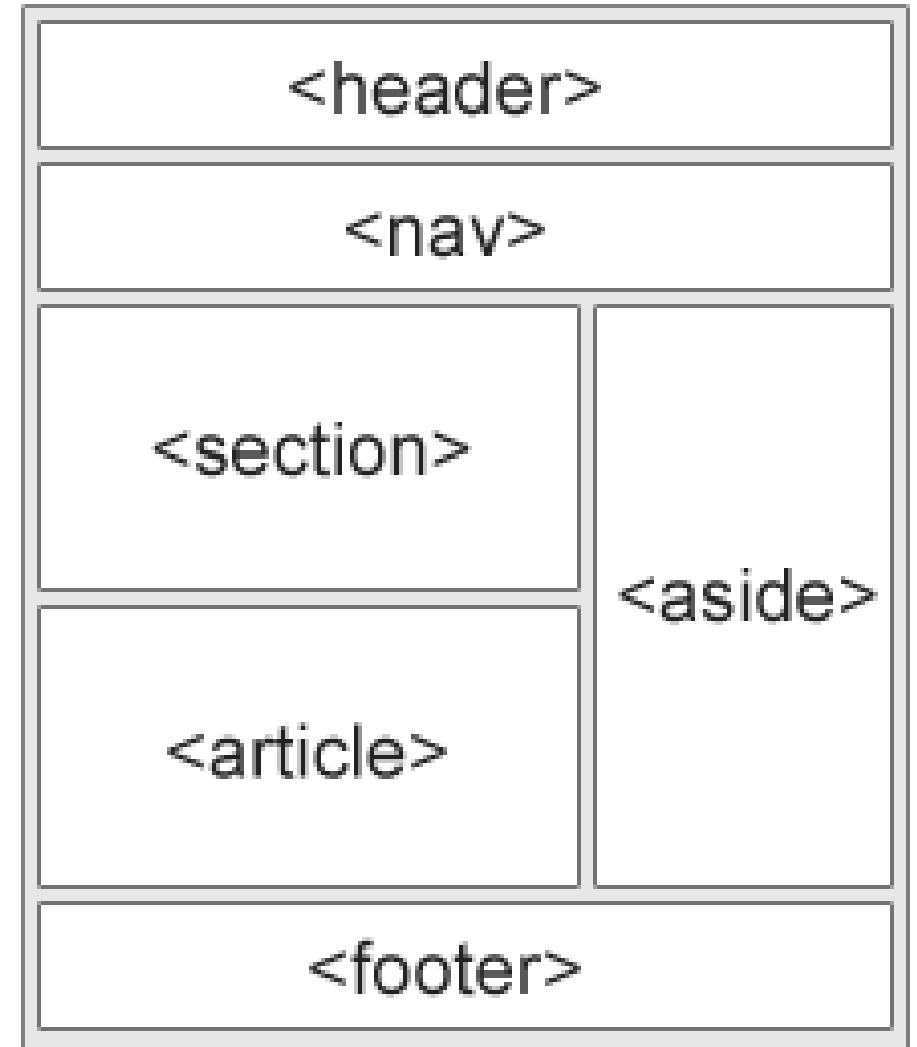 <header>
<nav>
<section>
<aside>
<article>
<footer>